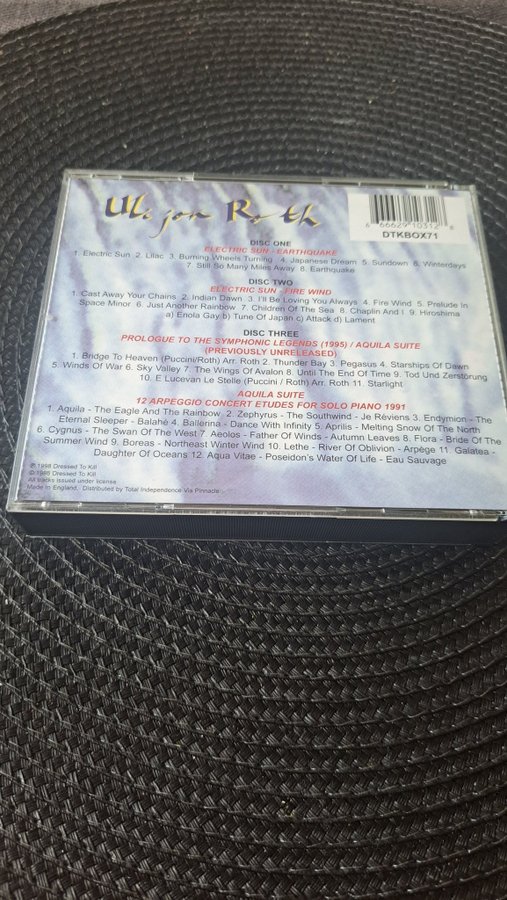 Uli Jon Roth
6 66629 10312 8
DTKBOX71
DISC ONE
ELECTRIC SUN - EARTHQUAKE
1. Electric Sun 2. Lilac 3. Burning Wheels Turning 4. Japanese Dream 5. Sundown 6. Winterdays
7. Still So Many Miles Away 8. Earthquake
DISC TWO
ELECTRIC SUN - FIRE WIND
1. Cast Away Your Chains 2. Indian Dawn 3. I'll Be Loving You Always 4. Fire Wind 5. Prelude In
Space Minor 6. Just Another Rainbow 7. Children Of The Sea 8. Chaplin And I 9. Hiroshima
a) Enola Gay b) Tune Of Japan c) Attack d) Lament
DISC THREE
PROLOGUE TO THE SYMPHONIC LEGENDS (1995) / AQUILA SUITE
(PREVIOUSLY UNRELEASED)
1. Bridge To Heaven (Puccini/Roth) Arr. Roth 2. Thunder Bay 3. Pegasus 4. Starships Of Dawn
5. Winds Of War 6. Sky Valley 7. The Wings Of Avalon 8. Until The End Of Time 9. Tod Und Zerstörung
10. E Lucevan Le Stelle (Puccini / Roth) Arr. Roth 11. Starlight
AQUILA SUITE
12 ARPEGGIO CONCERT ETUDES FOR SOLO PIANO 1991
1. Aquila - The Eagle And The Rainbow 2. Zephyrus - The Southwind - Je Réviens 3. Endymion - The
Eternal Sleeper - Balahé 4. Ballerina - Dance With Infinity 5. Aprilis - Melting Snow Of The North
6. Cygnus - The Swan Of The West 7. Aeolos - Father Of Winds - Autumn Leaves 8. Flora - Bride Of The
Summer Wind 9. Boreas - Northeast Winter Wind 10. Lethe - River Of Oblivion - Arpège 11. Galatea -
Daughter Of Oceans 12. Aqua Vitae - Poseidon's Water Of Life - Eau Sauvage
℗ 1998 Dressed To Kill
© 1985 Dressed To Kill
All tracks issued under license
Made in England - Distributed by Total Independence Via Pinnacle